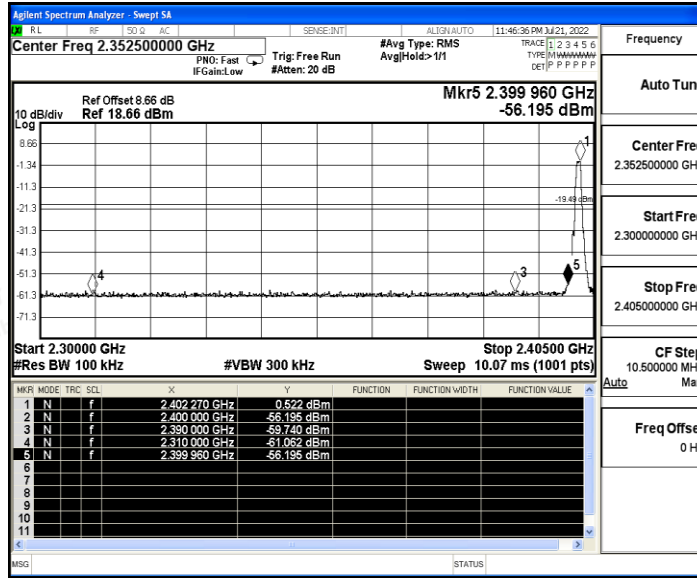 Agilent Spectrum Analyzer - Swept SA
RL RF 50 Ω AC SENSE:INT ALIGN AUTO 11:46:36 PM Jul 21, 2022
Center Freq 2.352500000 GHz
PNO: Fast
IFGain:Low
Trig: Free Run
#Atten: 20 dB
#Avg Type: RMS
Avg|Hold:>1/1
TRACE 1 2 3 4 5 6
TYPE M
DET P P P P P P
Mkr5 2.399 960 GHz
-56.195 dBm
Ref Offset 8.66 dB
10 dB/div Ref 18.66 dBm
Log
8.66
-1.34
-11.3
-21.3
-31.3
-41.3
-51.3
-61.3
-71.3
1
-19.49 dBm
4
3
5
Start 2.30000 GHz Stop 2.40500 GHz
#Res BW 100 kHz #VBW 300 kHz Sweep 10.07 ms (1001 pts)
MKR MODE TRC SCL X Y FUNCTION FUNCTION WIDTH FUNCTION VALUE
1 N f 2.402 270 GHz 0.522 dBm
2 N f 2.400 000 GHz -56.195 dBm
3 N f 2.390 000 GHz -59.740 dBm
4 N f 2.310 000 GHz -61.062 dBm
5 N f 2.399 960 GHz -56.195 dBm
6
7
8
9
10
11
MSG STATUS
Frequency
Auto Tun
Center Fre
2.352500000 GH
Start Fre
2.300000000 GH
Stop Fre
2.405000000 GH
CF Ste
10.500000 MH
Auto Ma
Freq Offse
0 H